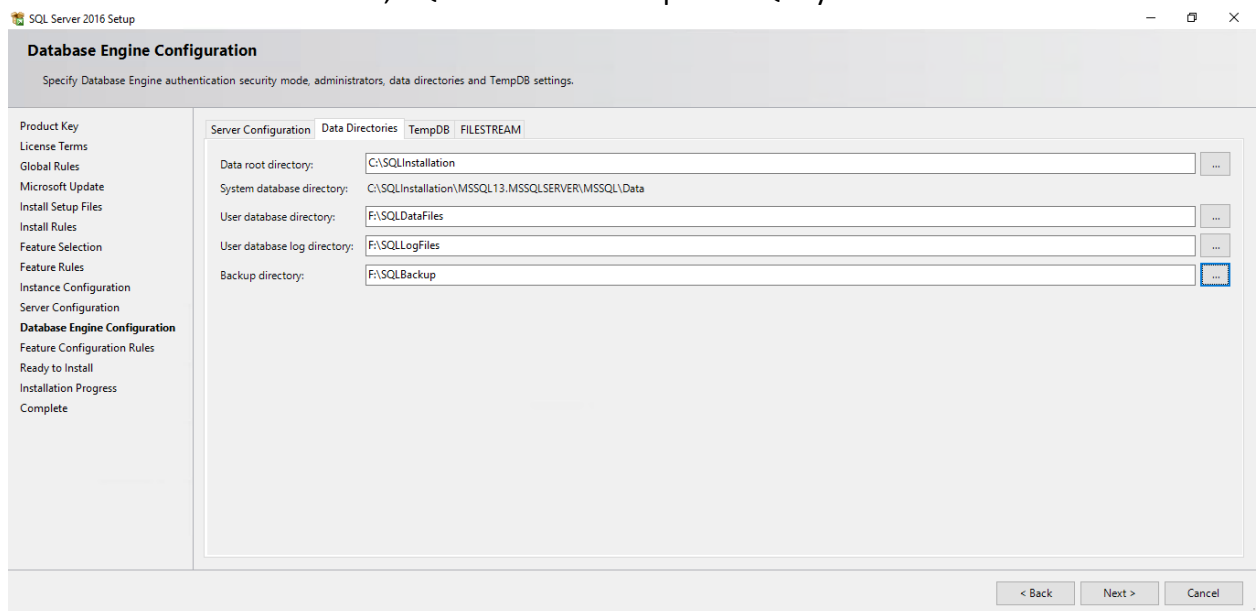 SQL Server 2016 Setup
Database Engine Configuration
Specify Database Engine authentication security mode, administrators, data directories and TempDB settings.
Product Key
License Terms
Global Rules
Microsoft Update
Install Setup Files
Install Rules
Feature Selection
Feature Rules
Instance Configuration
Server Configuration
Database Engine Configuration
Feature Configuration Rules
Ready to Install
Installation Progress
Complete
Server Configuration Data Directories TempDB FILESTREAM
Data root directory: C:\SQLInstallation ...
System database directory: C:\SQLInstallation\MSSQL13.MSSQLSERVER\MSSQL\Data
User database directory: F:\SQLDataFiles ...
User database log directory: F:\SQLLogFiles ...
Backup directory: F:\SQLBackup ...
< Back Next > Cancel